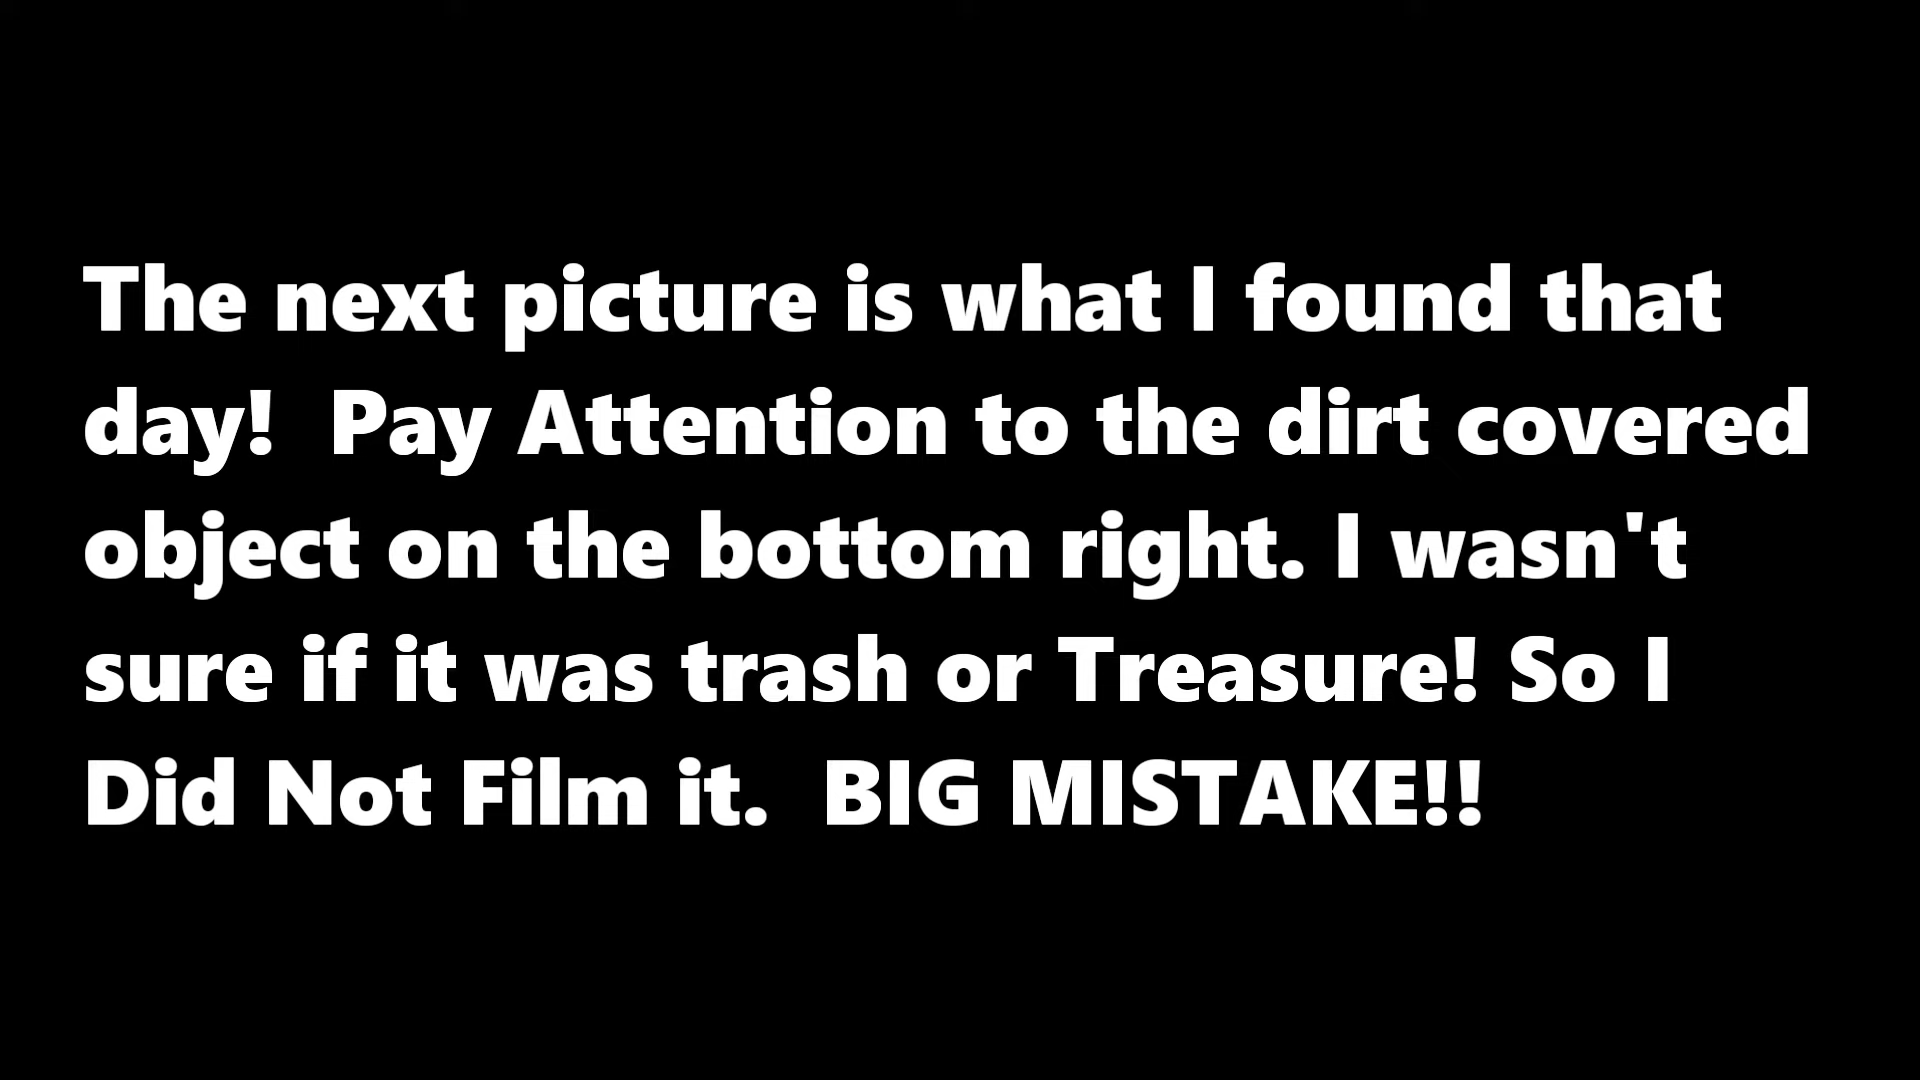 The next picture is what I found that
day!  Pay Attention to the dirt covered
object on the bottom right. I wasn't
sure if it was trash or Treasure! So I
Did Not Film it.  BIG MISTAKE!!